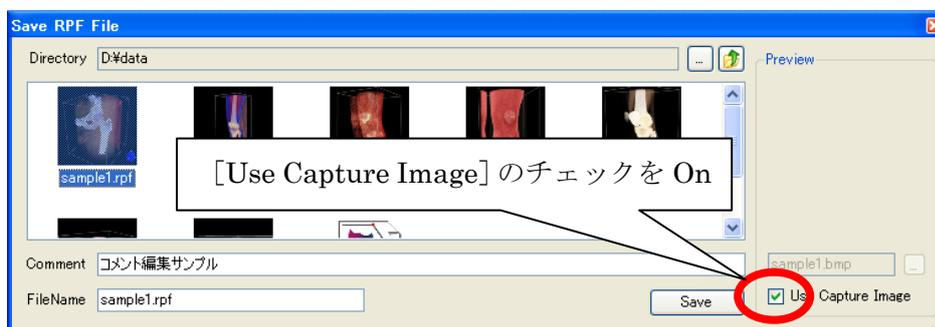 Save RPF File
Directory D:¥data ...
Preview
sample1.rpf
［Use Capture Image］のチェックを On
Comment コメント編集サンプル
sample1.bmp ...
FileName sample1.rpf
Save
Use Capture Image